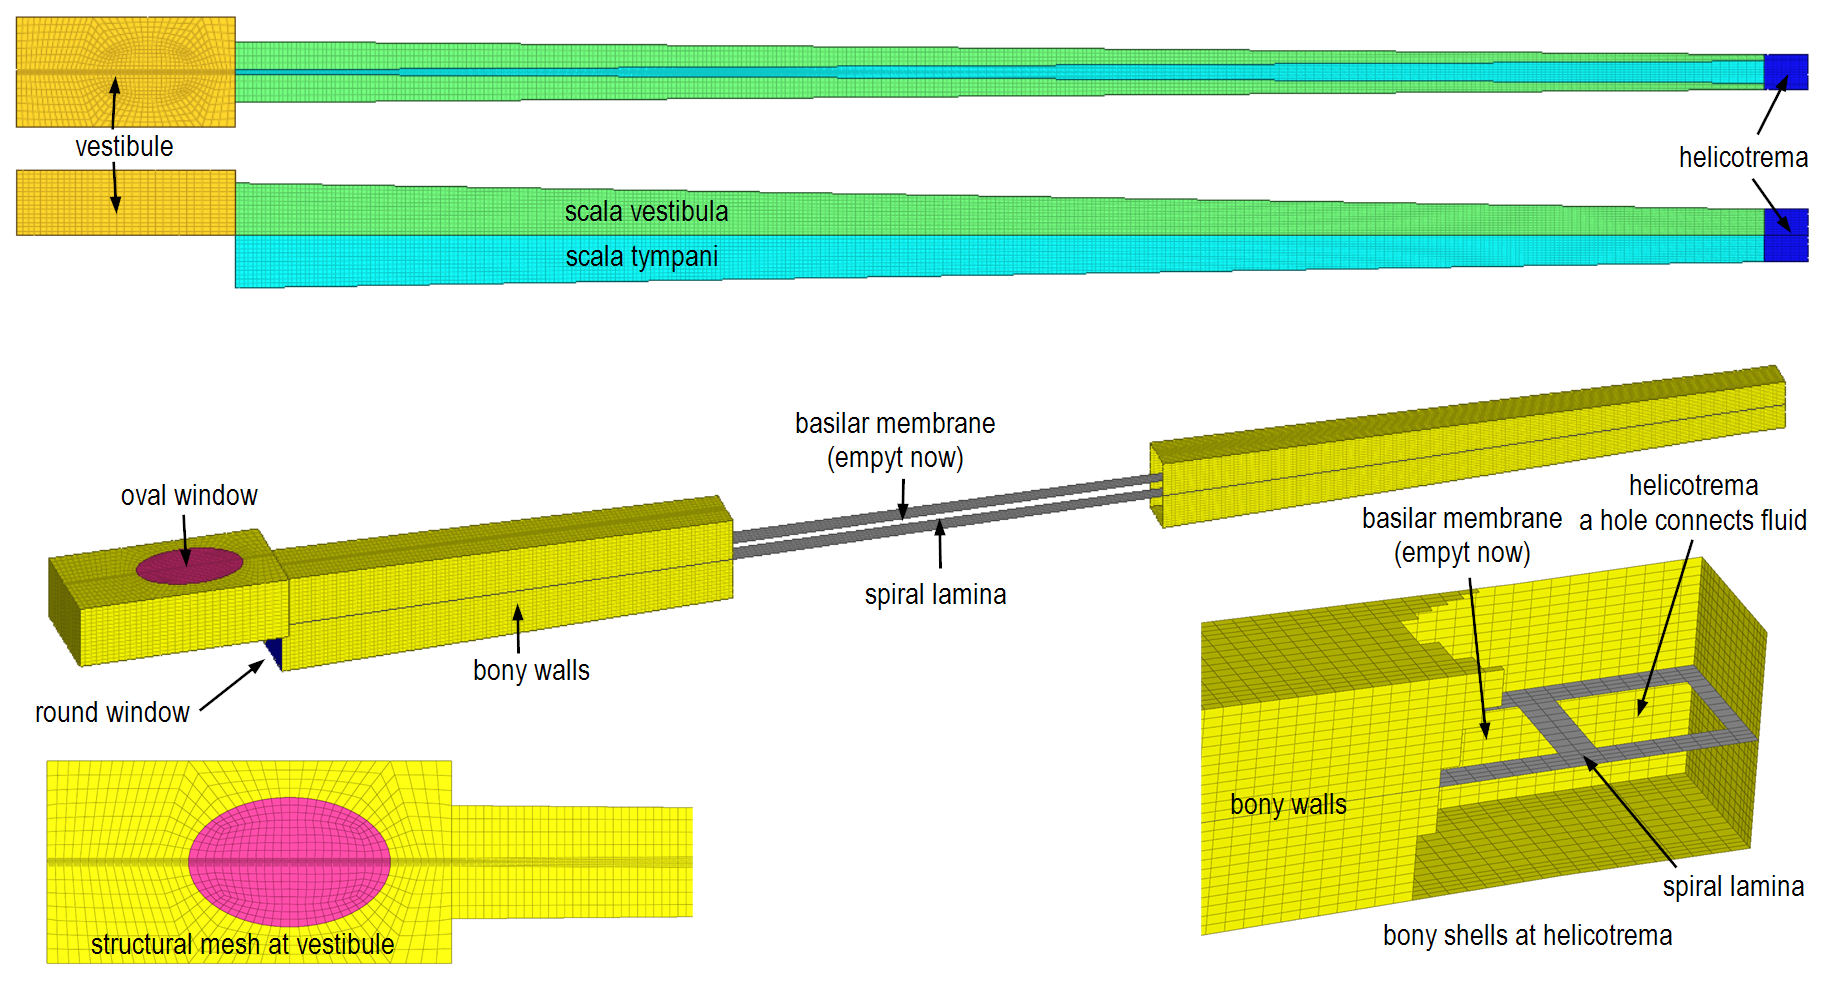 vestibule
helicotrema
scala vestibula
scala tympani
basilar membrane
(empyt now)
oval window
spiral lamina
bony walls
round window
helicotrema
a hole connects fluid
basilar membrane
(empyt now)
bony walls
spiral lamina
structural mesh at vestibule
bony shells at helicotrema